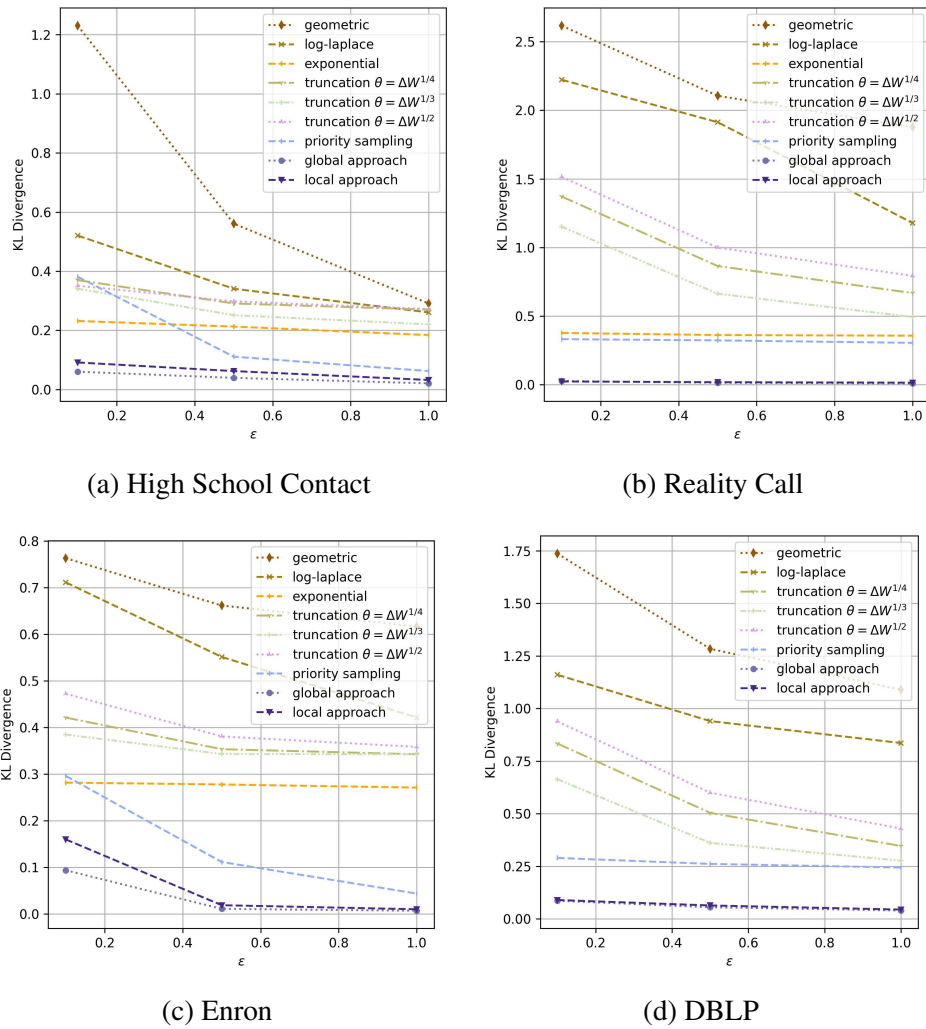 geometric
log-laplace
exponential
truncation θ = ΔW^{1/4}
truncation θ = ΔW^{1/3}
truncation θ = ΔW^{1/2}
priority sampling
global approach
local approach
KL Divergence
1.2
1.0
0.8
0.6
0.4
0.2
0.0
0.2 0.4 0.6 0.8 1.0
ε
(a) High School Contact
geometric
log-laplace
exponential
truncation θ = ΔW^{1/4}
truncation θ = ΔW^{1/3}
truncation θ = ΔW^{1/2}
priority sampling
global approach
local approach
KL Divergence
2.5
2.0
1.5
1.0
0.5
0.0
0.2 0.4 0.6 0.8 1.0
ε
(b) Reality Call
geometric
log-laplace
exponential
truncation θ = ΔW^{1/4}
truncation θ = ΔW^{1/3}
truncation θ = ΔW^{1/2}
priority sampling
global approach
local approach
KL Divergence
0.8
0.7
0.6
0.5
0.4
0.3
0.2
0.1
0.0
0.2 0.4 0.6 0.8 1.0
ε
(c) Enron
geometric
log-laplace
truncation θ = ΔW^{1/4}
truncation θ = ΔW^{1/3}
truncation θ = ΔW^{1/2}
priority sampling
global approach
local approach
KL Divergence
1.75
1.50
1.25
1.00
0.75
0.50
0.25
0.00
0.2 0.4 0.6 0.8 1.0
ε
(d) DBLP